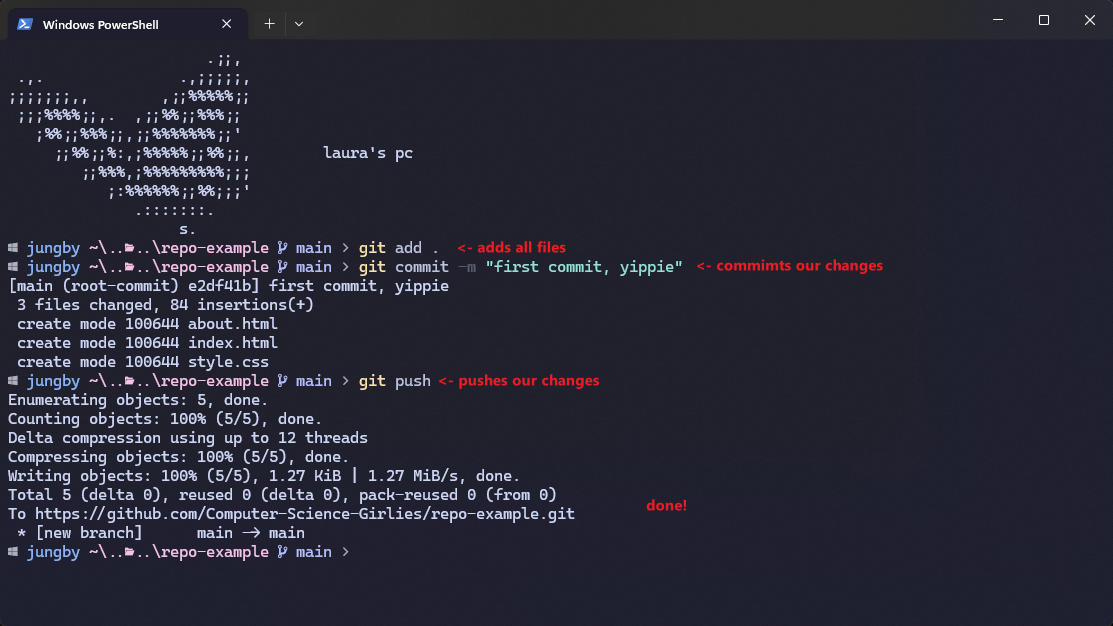 Windows PowerShell
                      .;;,
 .,.               .,;;;;;,
;;;;;;;,,        ,;;%%%%%;;
 ;;;%%%%;;,.  ,;;%%;;%%%;;
   ;%%;;%%%;;,;;%%%%%%%;;'
     ;;%%;;%:,;%%%%%;;%%;;,        laura's pc
        ;;%%%,;%%%%%%%%%;;;
           ;:%%%%%%;;%%;;;'
              .:::::::.
                   s.
jungby ~\..\..\repo-example main > git add . <- adds all files
jungby ~\..\..\repo-example main > git commit -m "first commit, yippie" <- commimts our changes
[main (root-commit) e2df41b] first commit, yippie
 3 files changed, 84 insertions(+)
 create mode 100644 about.html
 create mode 100644 index.html
 create mode 100644 style.css
jungby ~\..\..\repo-example main > git push <- pushes our changes
Enumerating objects: 5, done.
Counting objects: 100% (5/5), done.
Delta compression using up to 12 threads
Compressing objects: 100% (5/5), done.
Writing objects: 100% (5/5), 1.27 KiB | 1.27 MiB/s, done.
Total 5 (delta 0), reused 0 (delta 0), pack-reused 0 (from 0)
done!
To https://github.com/Computer-Science-Girlies/repo-example.git
 * [new branch]      main -> main
jungby ~\..\..\repo-example main >